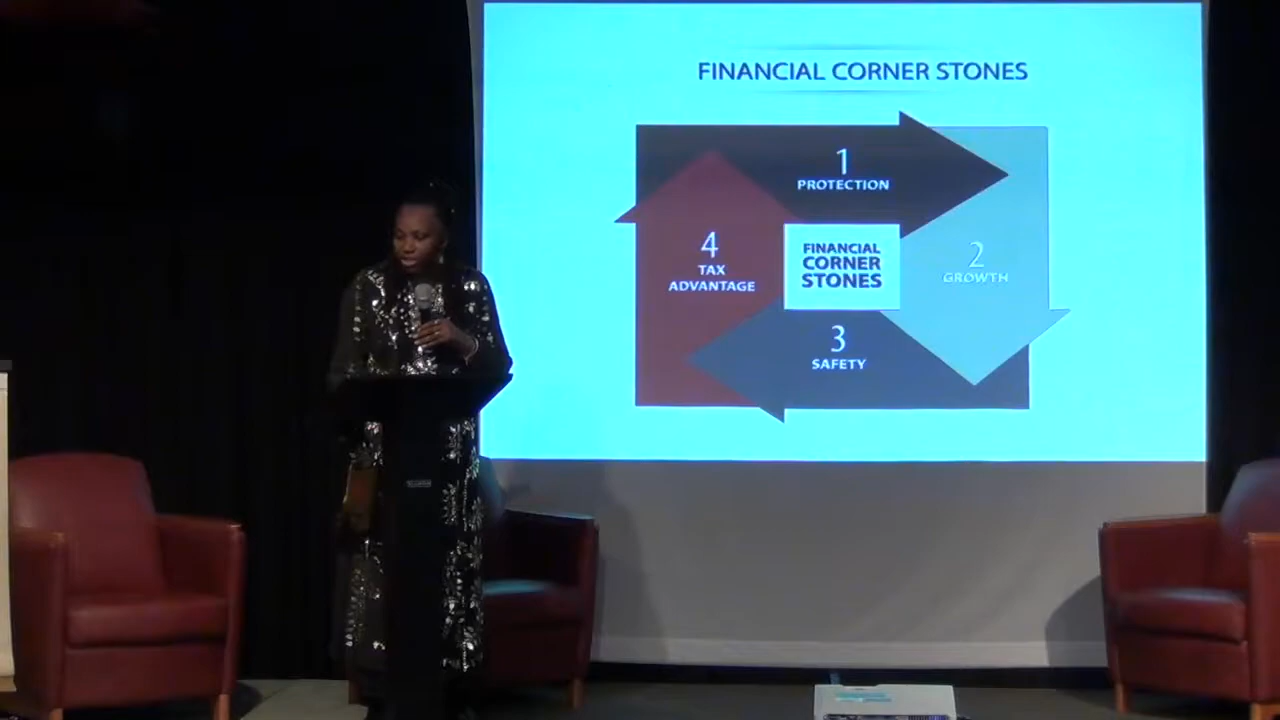 FINANCIAL CORNER STONES
1
PROTECTION
2
GROWTH
3
SAFETY
4
TAX
ADVANTAGE
FINANCIAL
CORNER
STONES